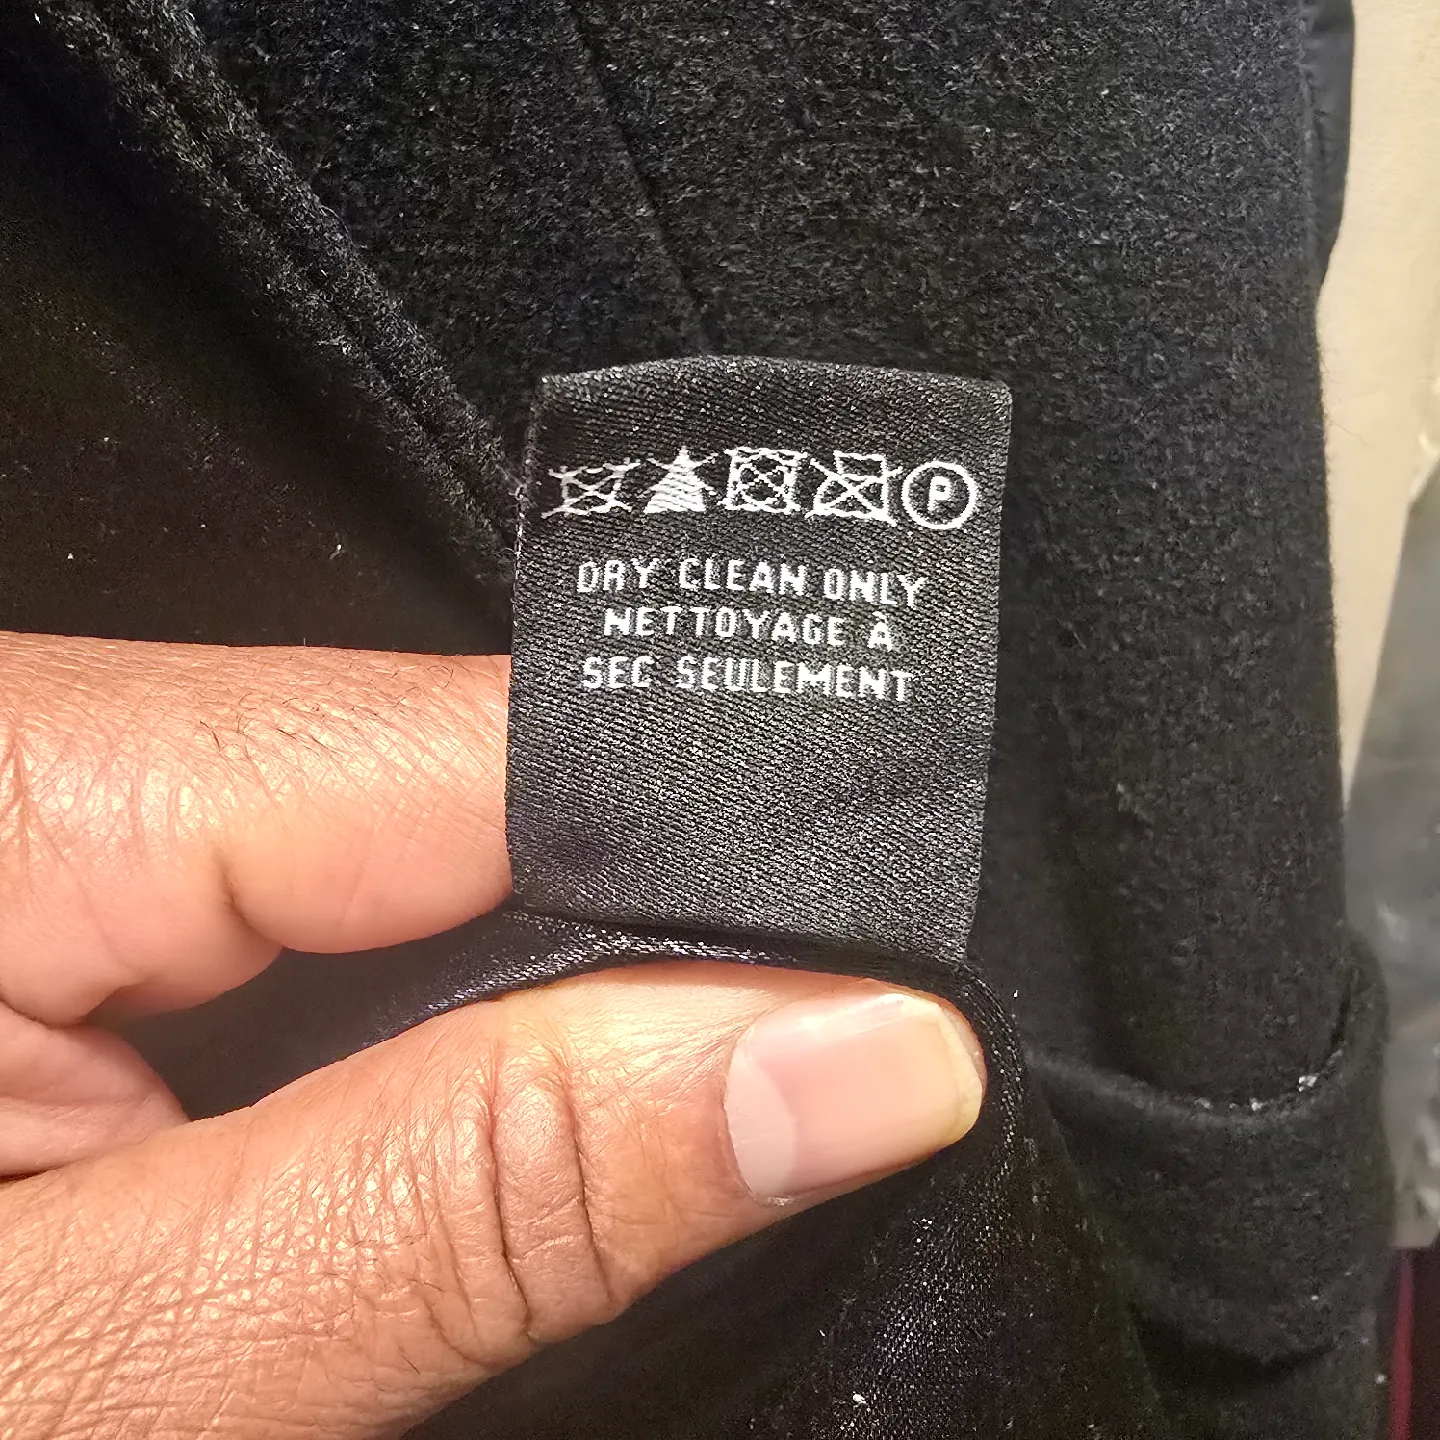 P
DRY CLEAN ONLY
NETTOYAGE À
SEC SEULEMENT